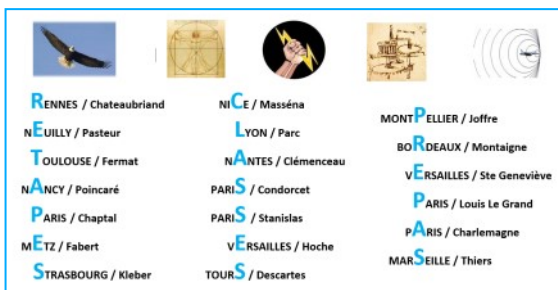 RENNES / Chateaubriand
NEUILLY / Pasteur
TOULOUSE / Fermat
NANCY / Poincaré
PARIS / Chaptal
METZ / Fabert
STRASBOURG / Kleber
NICE / Masséna
LYON / Parc
NANTES / Clémenceau
PARIS / Condorcet
PARIS / Stanislas
VERSAILLES / Hoche
TOURS / Descartes
MONTPELLIER / Joffre
BORDEAUX / Montaigne
VERSAILLES / Ste Geneviève
PARIS / Louis Le Grand
PARIS / Charlemagne
MARSEILLE / Thiers